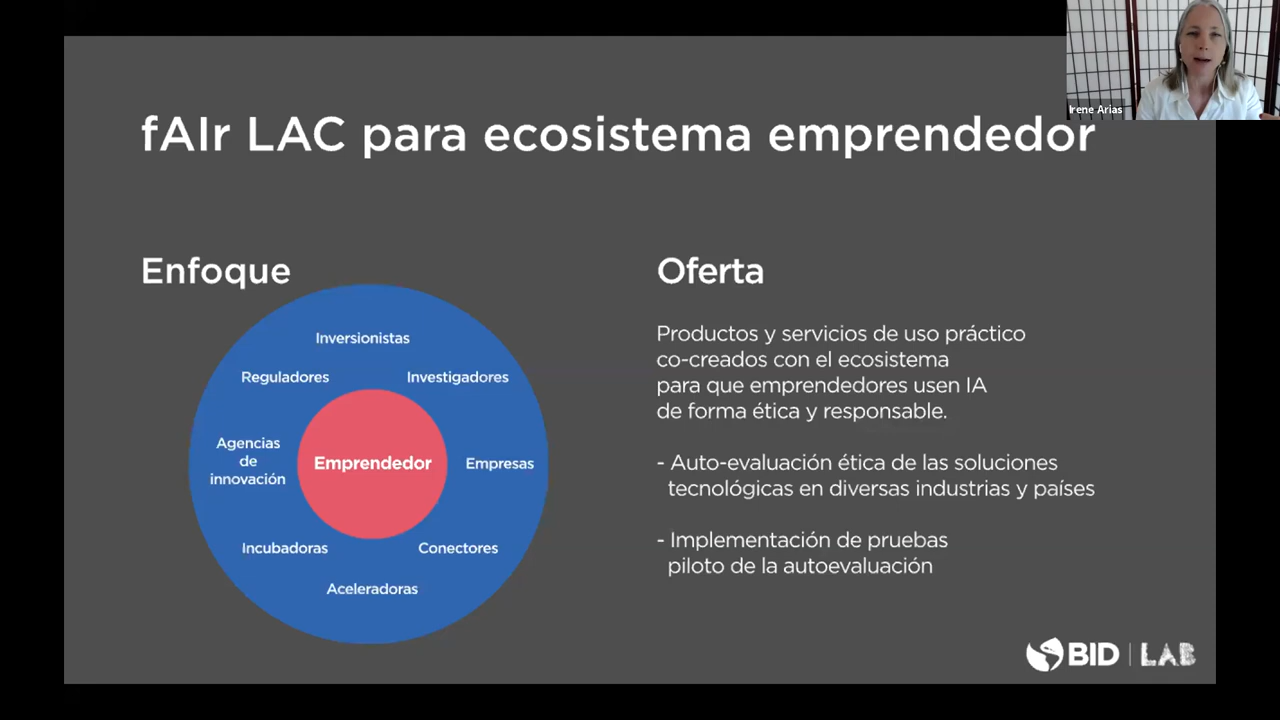 Irene Arias
fAIr LAC para ecosistema emprendedor
Enfoque
Inversionistas
Reguladores
Investigadores
Agencias
de
innovación
Emprendedor
Empresas
Incubadoras
Conectores
Aceleradoras
Oferta
Productos y servicios de uso práctico
co-creados con el ecosistema
para que emprendedores usen IA
de forma ética y responsable.
- Auto-evaluación ética de las soluciones
tecnológicas en diversas industrias y países
- Implementación de pruebas
piloto de la autoevaluación
BID | LAB